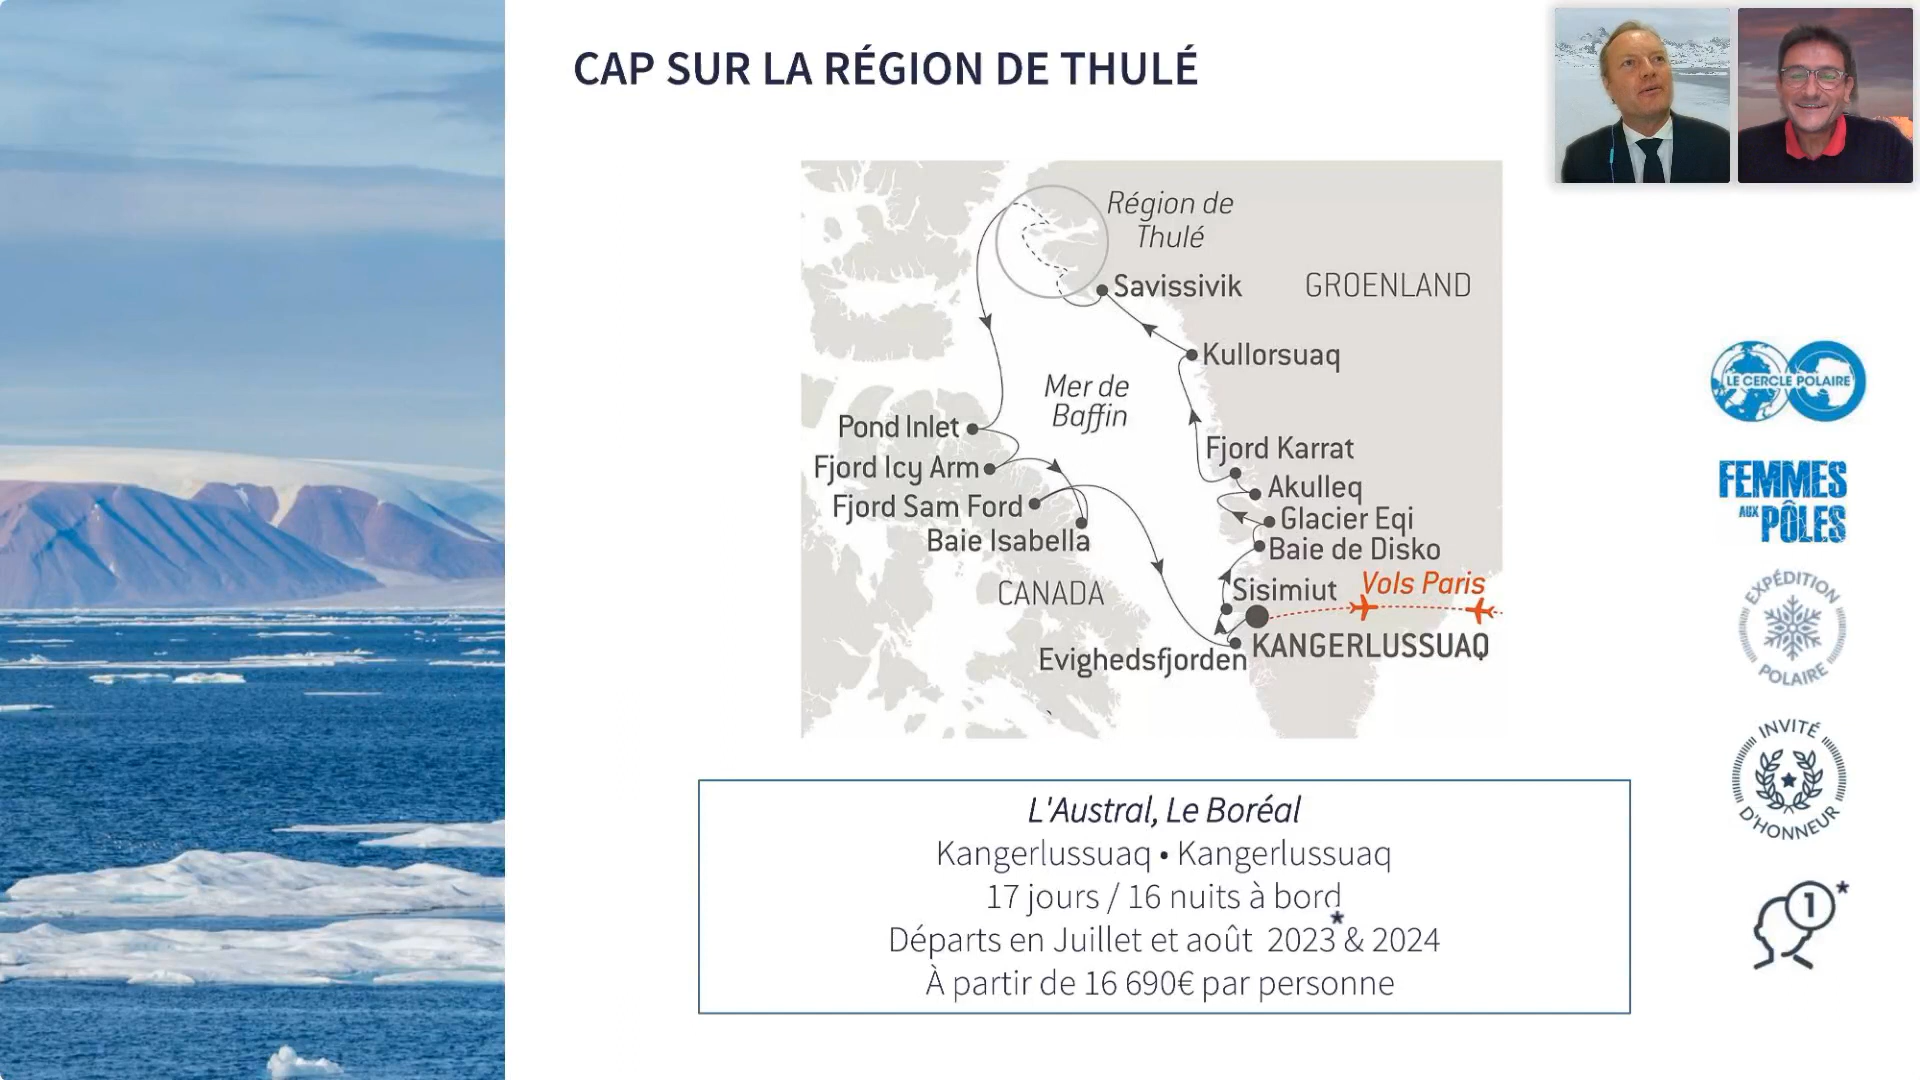 CAP SUR LA RÉGION DE THULÉ
Région de
Thulé
Savissivik
GROENLAND
Kullorsuaq
Mer de
Baffin
Pond Inlet
Fjord Icy Arm
Fjord Sam Ford
Baie Isabella
CANADA
Fjord Karrat
Akulleq
Glacier Eqi
Baie de Disko
Sisimiut
Vols Paris
KANGERLUSSUAQ
Evighedsfjorden
L'Austral, Le Boréal
Kangerlussuaq • Kangerlussuaq
17 jours / 16 nuits à bord
Départs en Juillet et août 2023* & 2024
À partir de 16 690€ par personne
LE CERCLE POLAIRE
FEMMES
AUX PÔLES
EXPÉDITION
POLAIRE
INVITÉ
D'HONNEUR
1*